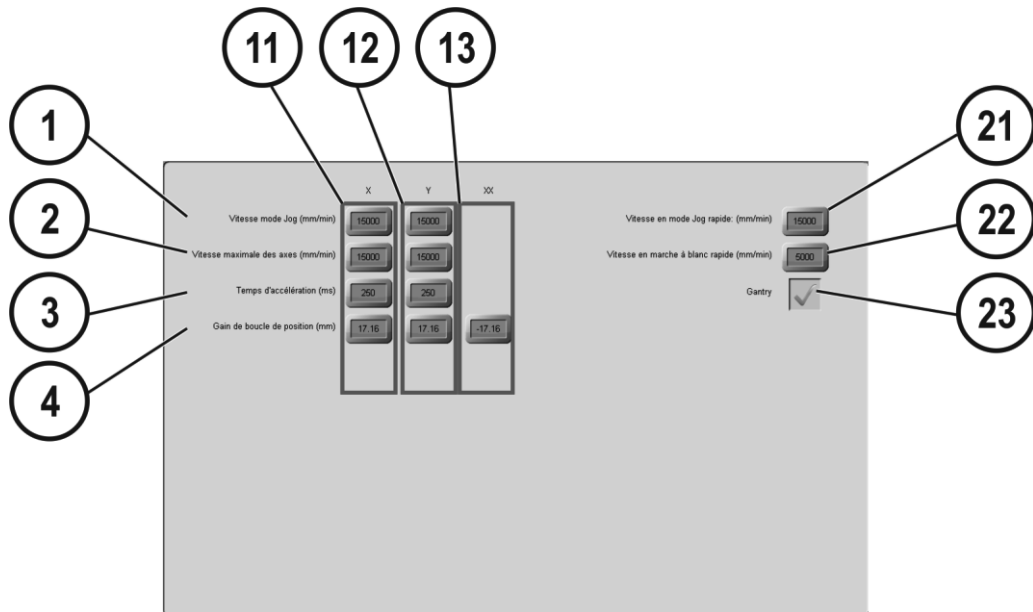 11 12 13
1 21
X Y XX
2 Vitesse mode Jog (mm/min) 15000 15000 Vitesse en mode Jog rapide: (mm/min) 15000 22
Vitesse maximale des axes (mm/min) 15000 15000 Vitesse en marche à blanc rapide (mm/min) 5000
3 Temps d'accélération (ms) 250 250 Gantry 23
Gain de boucle de position (mm) 17.16 17.16 -17.16
4